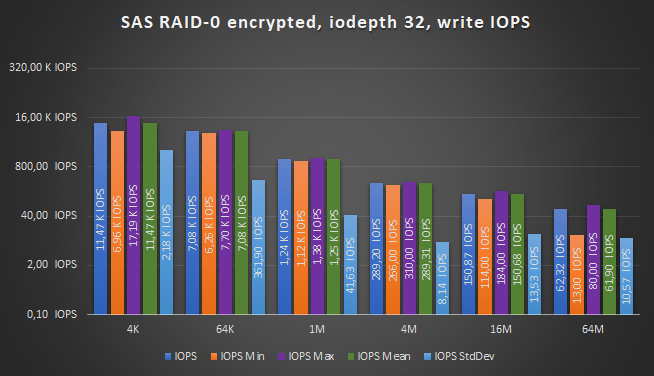 SAS RAID-0 encrypted, iodepth 32, write IOPS
320,00 K IOPS
16,00 K IOPS
800,00 IOPS
40,00 IOPS
2,00 IOPS
0,10 IOPS
11,47 K IOPS
6,96 K IOPS
17,19 K IOPS
11,47 K IOPS
2,18 K IOPS
7,08 K IOPS
6,26 K IOPS
7,70 K IOPS
7,08 K IOPS
361,90 IOPS
1,24 K IOPS
1,12 K IOPS
1,38 K IOPS
1,25 K IOPS
41,63 IOPS
289,20 IOPS
256,00 IOPS
310,00 IOPS
289,31 IOPS
8,14 IOPS
150,87 IOPS
114,00 IOPS
184,00 IOPS
150,68 IOPS
13,53 IOPS
62,32 IOPS
13,00 IOPS
80,00 IOPS
61,90 IOPS
10,57 IOPS
4K 64K 1M 4M 16M 64M
IOPS IOPS Min IOPS Max IOPS Mean IOPS StdDev